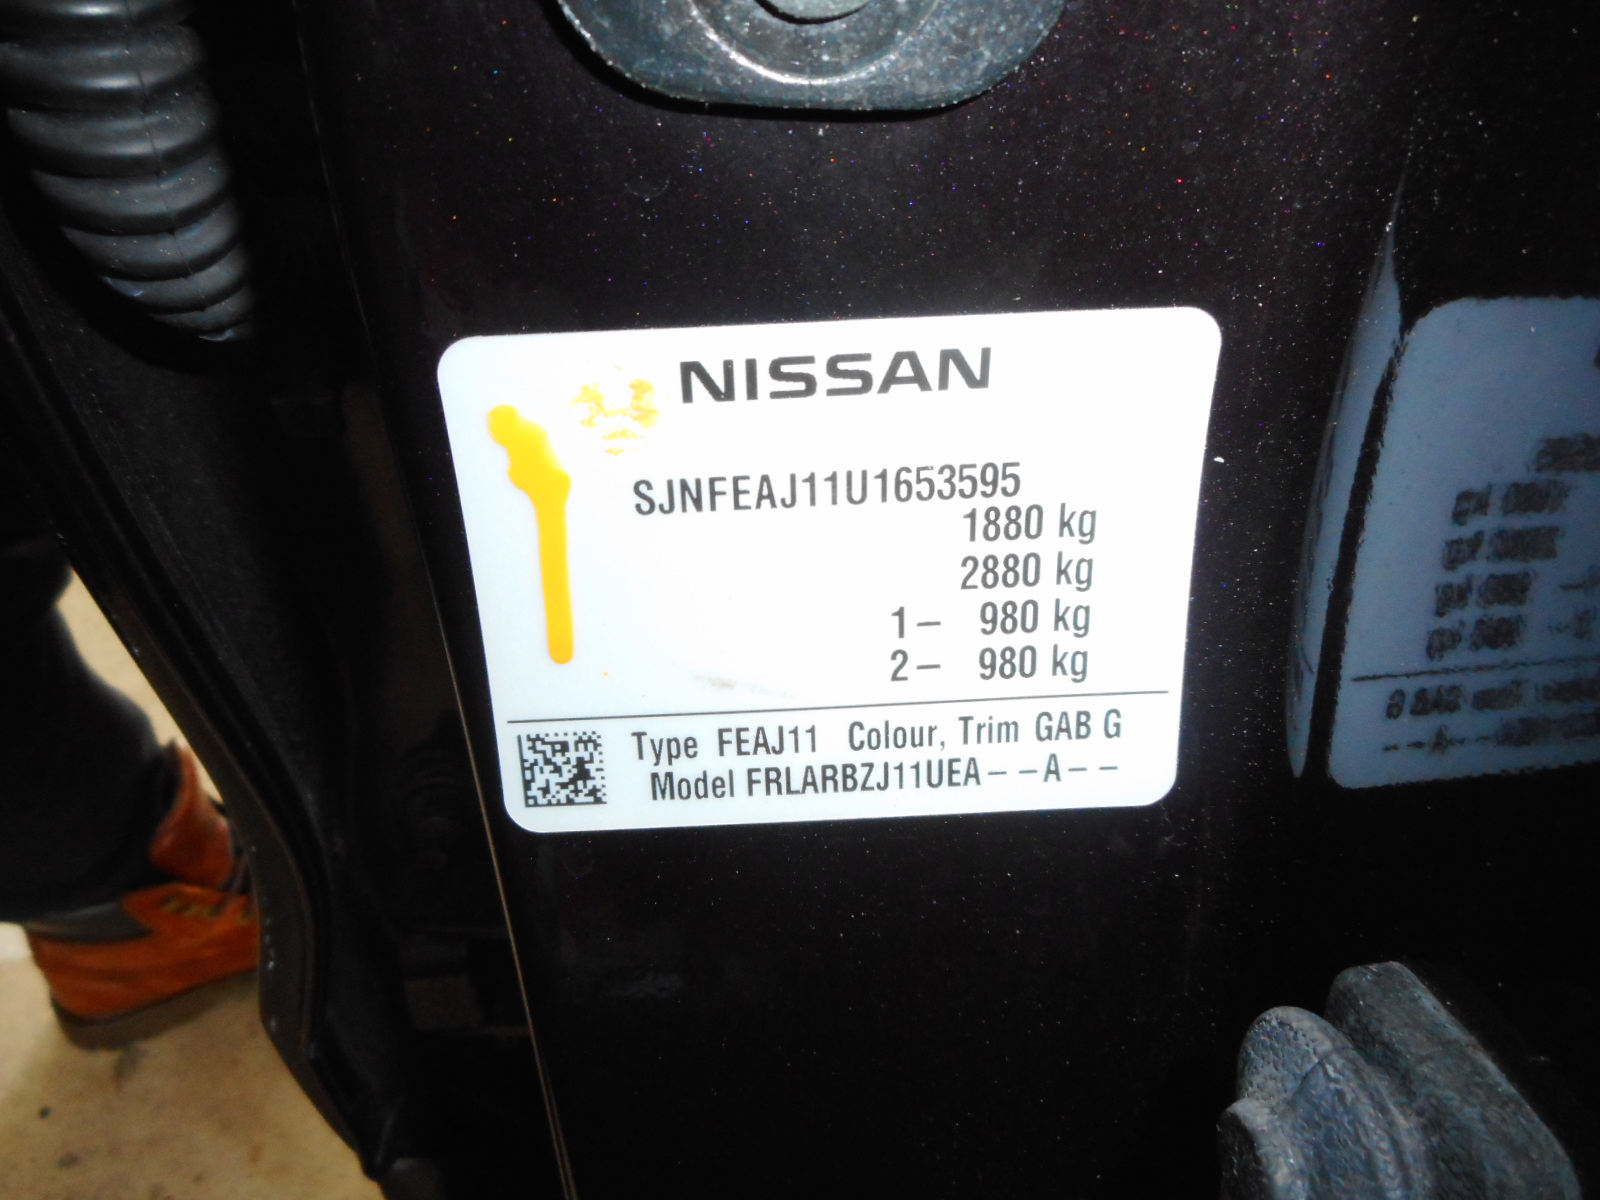 NISSAN
SJNFEAJ11U1653595
1880 kg
2880 kg
1– 980 kg
2– 980 kg
Type FEAJ11 Colour, Trim GAB G
Model FRLARBZJ11UEA––A––